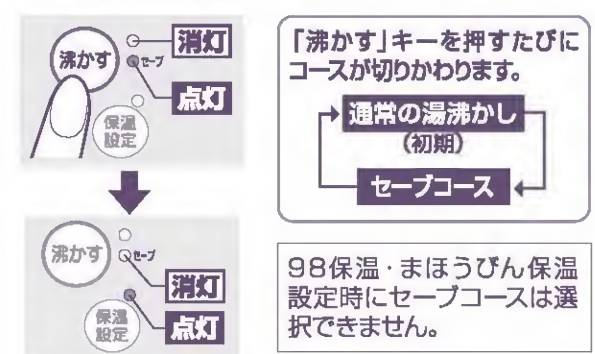 沸かす
消灯
セーブ
点灯
保温
設定
沸かす
セーブ
消灯
点灯
保温
設定
「沸かす」キーを押すたびに
コースが切りかわります。
通常の湯沸かし
(初期)
セーブコース
98保温・まほうびん保温
設定時にセーブコースは選
択できません。